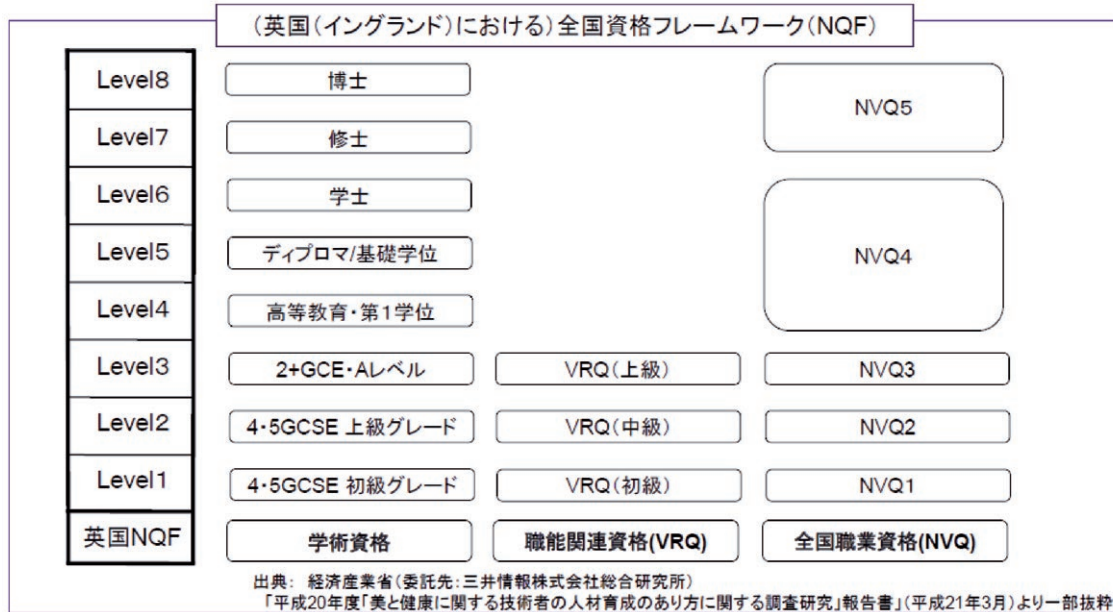 (英国(イングランド)における)全国資格フレームワーク(NQF)
Level8 博士 NVQ5
Level7 修士
Level6 学士
Level5 ディプロマ/基礎学位 NVQ4
Level4 高等教育・第1学位
Level3 2+GCE・Aレベル VRQ(上級) NVQ3
Level2 4・5GCSE 上級グレード VRQ(中級) NVQ2
Level1 4・5GCSE 初級グレード VRQ(初級) NVQ1
英国NQF 学術資格 職能関連資格(VRQ) 全国職業資格(NVQ)
出典: 経済産業省(委託先:三井情報株式会社総合研究所)
「平成20年度「美と健康に関する技術者の人材育成のあり方に関する調査研究」報告書」(平成21年3月)より一部抜粋